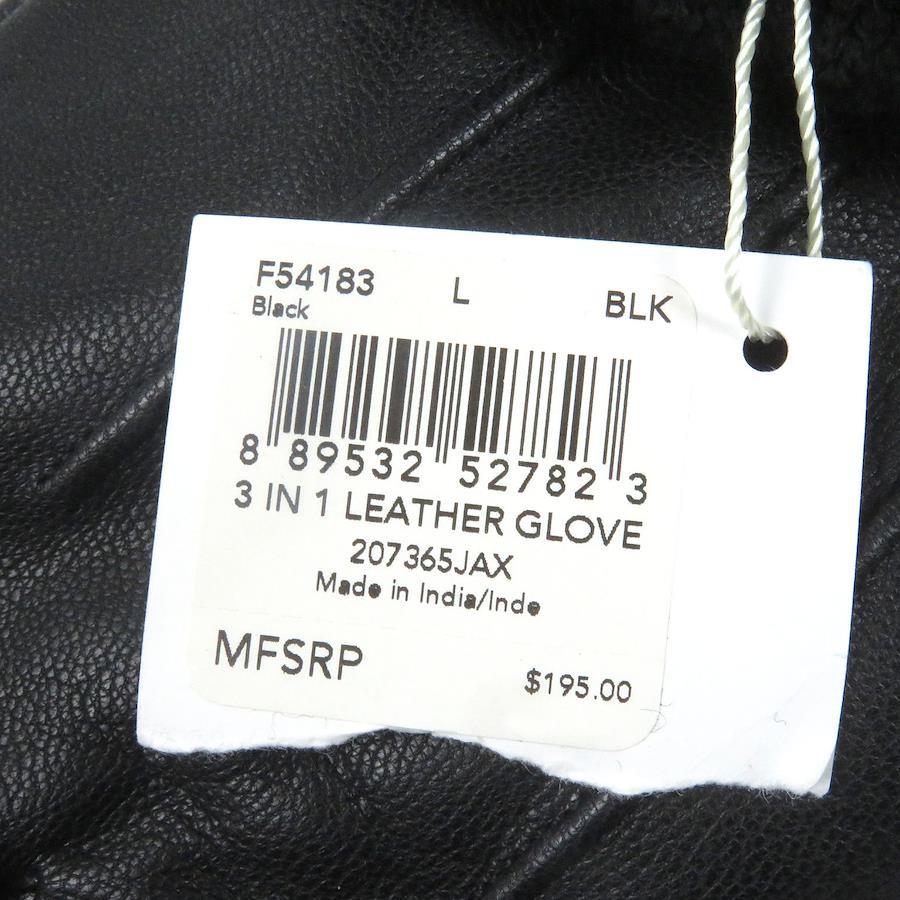 F54183 L BLK
Black
8 89532 52782 3
3 IN 1 LEATHER GLOVE
207365JAX
Made in India/Inde
MFSRP $195.00